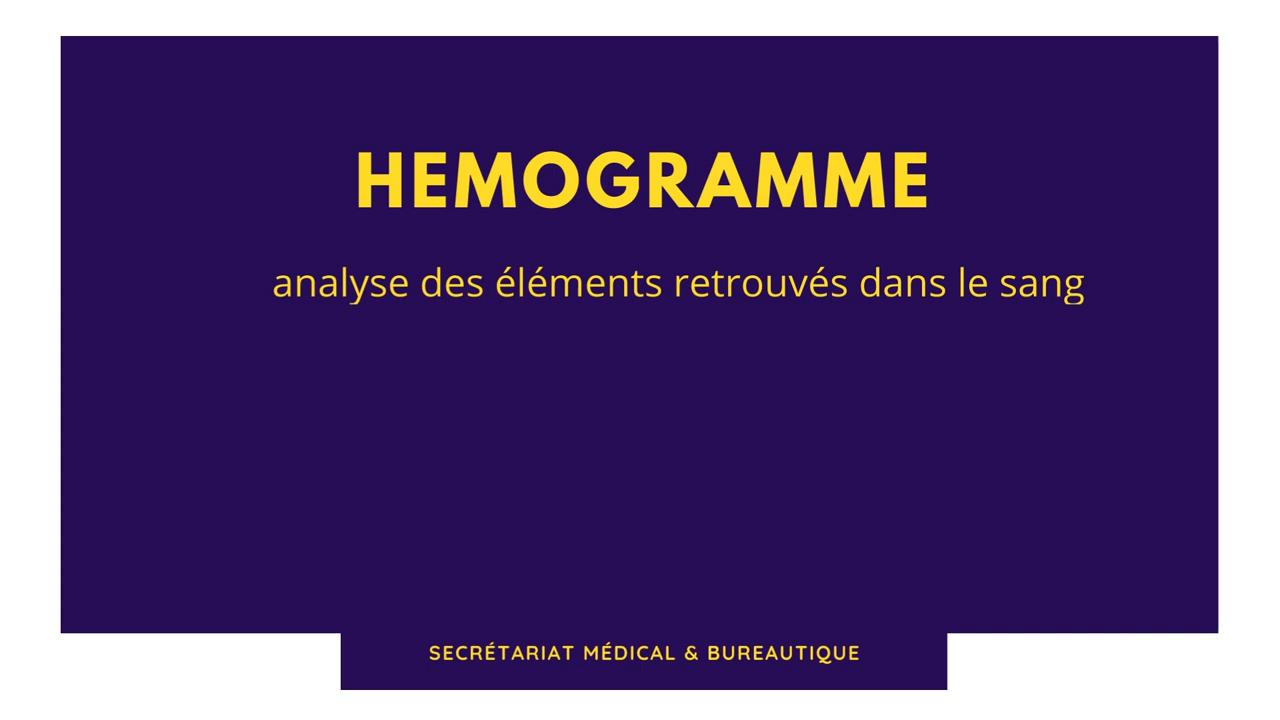 HEMOGRAMME
analyse des éléments retrouvés dans le sang
SECRÉTARIAT MÉDICAL & BUREAUTIQUE